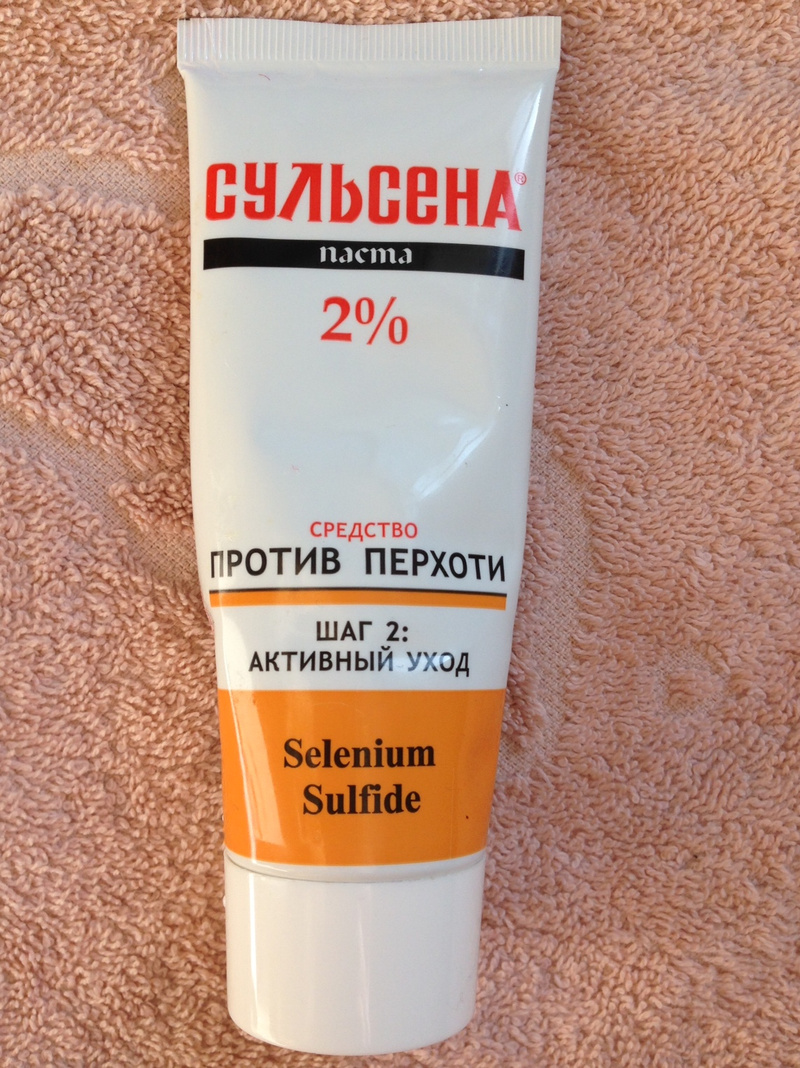 СУЛЬСЕНА®
паста
2%
СРЕДСТВО
ПРОТИВ ПЕРХОТИ
ШАГ 2:
АКТИВНЫЙ УХОД
Selenium
Sulfide